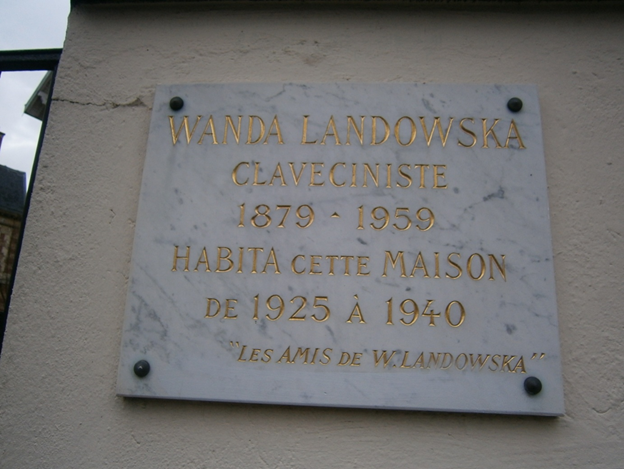 WANDA LANDOWSKA
CLAVECINISTE
1879 · 1959
HABITA CETTE MAISON
DE 1925 À 1940
"LES AMIS DE W. LANDOWSKA"